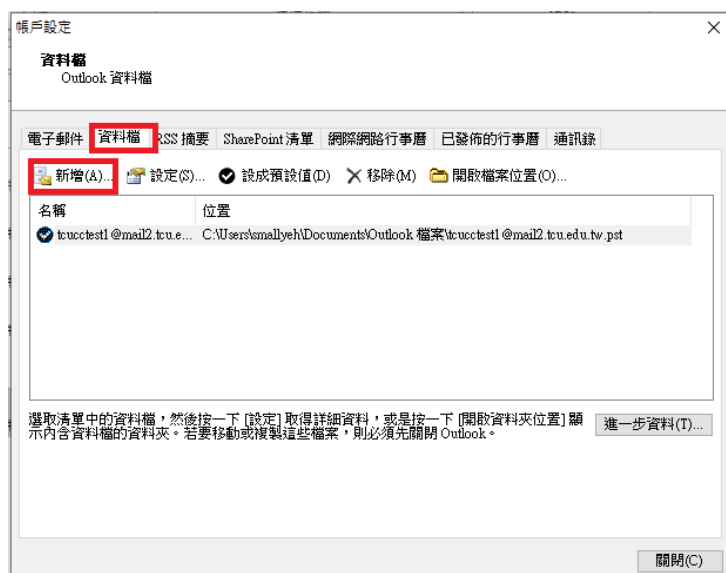 帳戶設定
資料檔
Outlook 資料檔
電子郵件 資料檔 RSS 摘要 SharePoint 清單 網際網路行事曆 已發佈的行事曆 通訊錄
新增(A)... 設定(S)... 設成預設值(D) 移除(M) 開啟檔案位置(O)...
名稱 位置
tcucctest1@mail2.tcu.e... C:\Users\smallyeh\Documents\Outlook 檔案\tcucctest1@mail2.tcu.edu.tw.pst
選取清單中的資料檔，然後按一下 [設定] 取得詳細資料，或是按一下 [開啟資料夾位置] 顯
示內含資料檔的資料夾。若要移動或複製這些檔案，則必須先關閉 Outlook。
進一步資料(T)...
關閉(C)